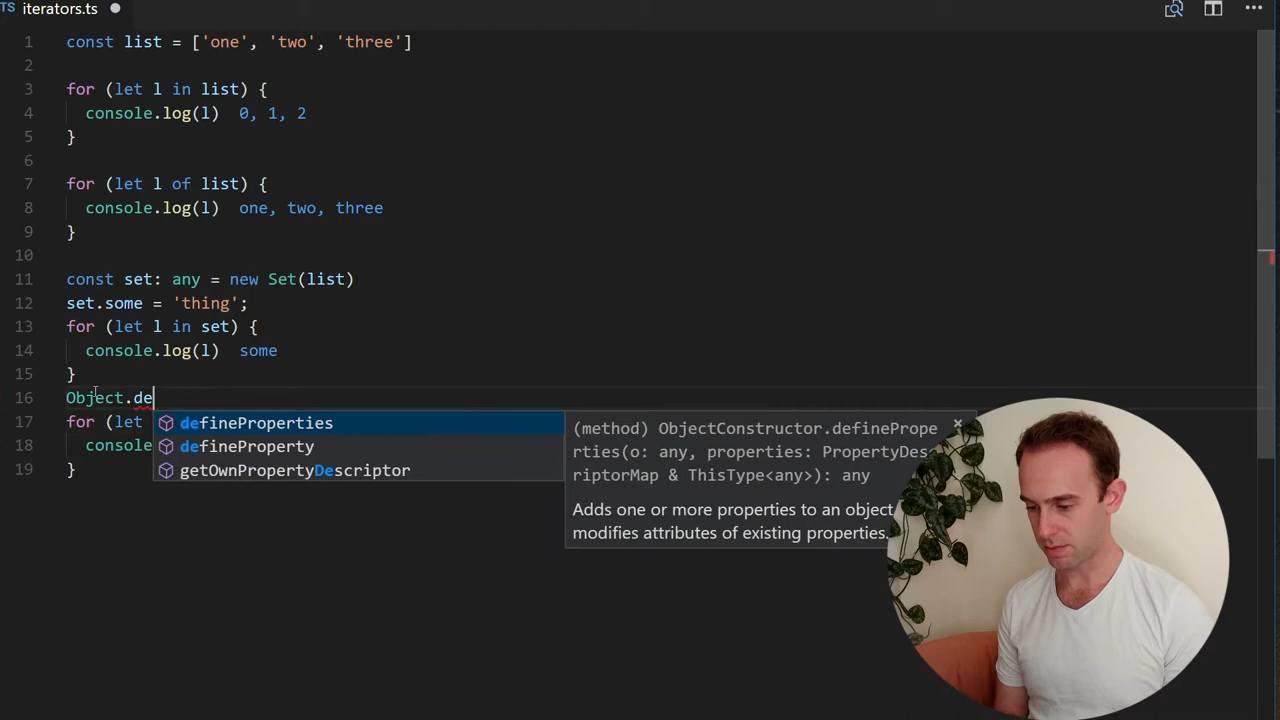 TS iterators.ts
1 const list = ['one', 'two', 'three']
2
3 for (let l in list) {
4 console.log(l) 0, 1, 2
5 }
6
7 for (let l of list) {
8 console.log(l) one, two, three
9 }
10
11 const set: any = new Set(list)
12 set.some = 'thing';
13 for (let l in set) {
14 console.log(l) some
15 }
16 Object.de
17 for (let
18 console
19 }
defineProperties
defineProperty
getOwnPropertyDescriptor
(method) ObjectConstructor.definePrope
rties(o: any, properties: PropertyDes
riptorMap & ThisType<any>): any
Adds one or more properties to an object
modifies attributes of existing properties.